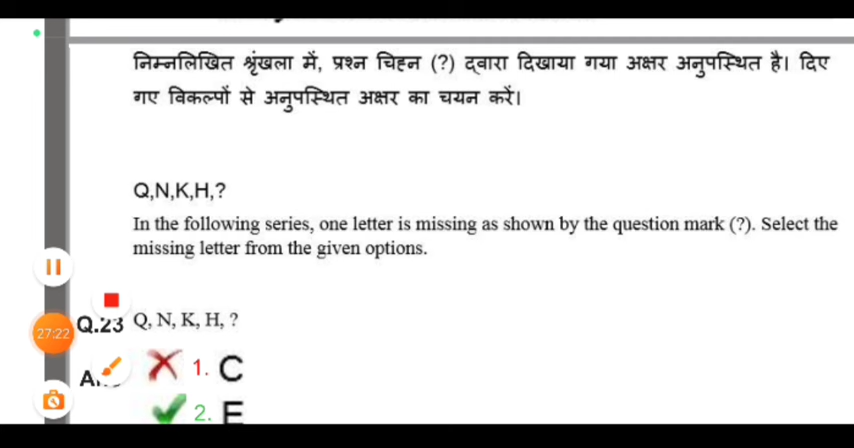 निम्नलिखित श्रृंखला में, प्रश्न चिह्न (?) द्वारा दिखाया गया अक्षर अनुपस्थित है। दिए
गए विकल्पों से अनुपस्थित अक्षर का चयन करें।
Q,N,K,H,?
In the following series, one letter is missing as shown by the question mark (?). Select the
missing letter from the given options.
27:22 Q.23 Q, N, K, H, ?
1. C
2. E